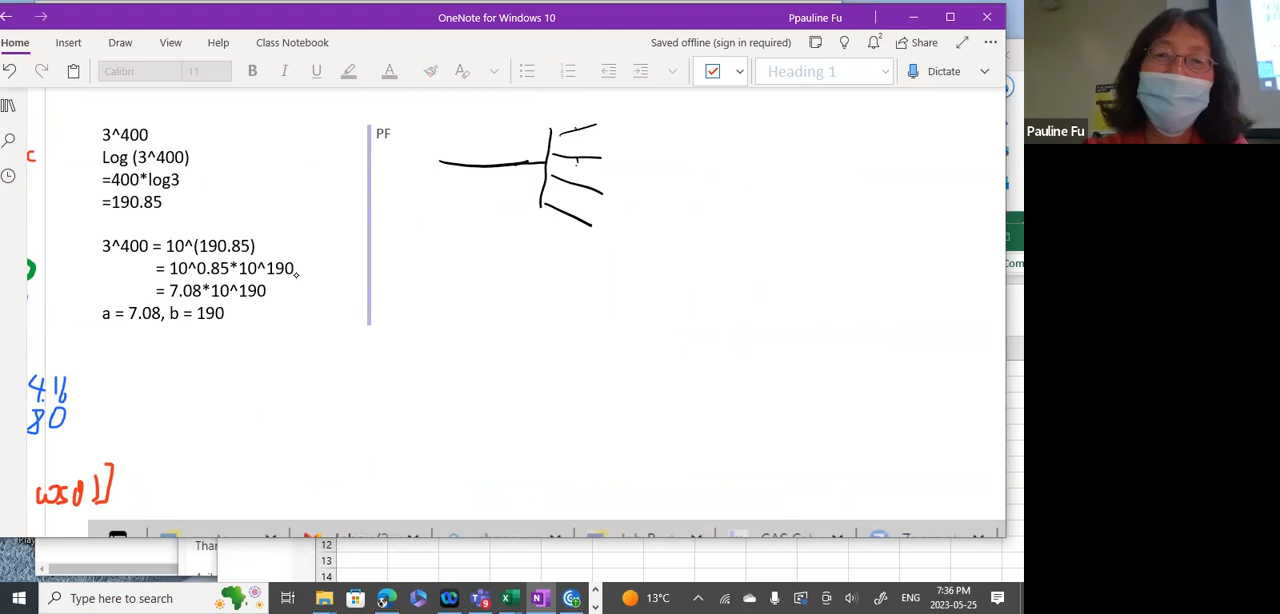 OneNote for Windows 10
Ppauline Fu
Home Insert Draw View Help Class Notebook
Saved offline (sign in required)
2
Share
Calibri 11 B I U A
Heading 1
Dictate
3^400
Log (3^400)
=400*log3
=190.85
3^400 = 10^(190.85)
= 10^0.85*10^190
= 7.08*10^190
a = 7.08, b = 190
PF
c
4.16
80
Pauline Fu
Com
12
13
14
Type here to search
9
13°C
ENG
7:36 PM
2023-05-25